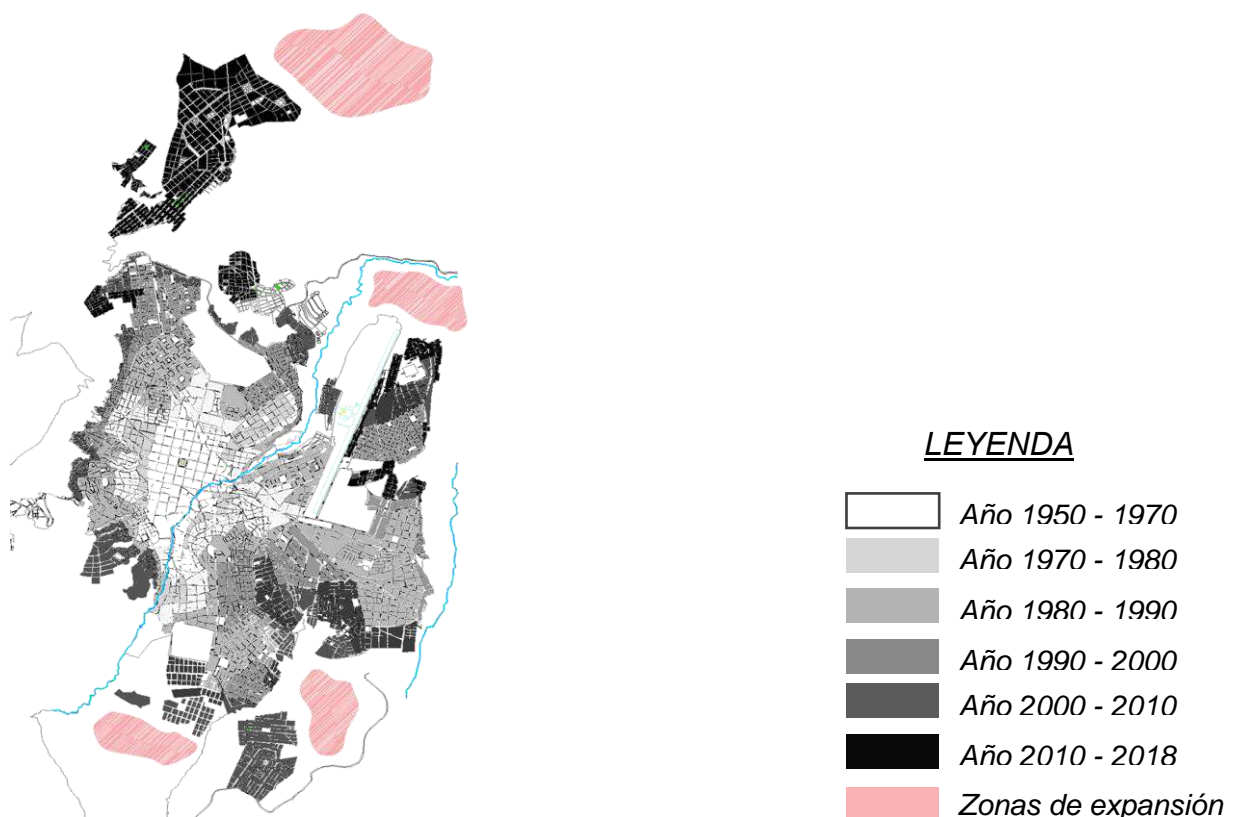 LEYENDA
Año 1950 - 1970
Año 1970 - 1980
Año 1980 - 1990
Año 1990 - 2000
Año 2000 - 2010
Año 2010 - 2018
Zonas de expansión